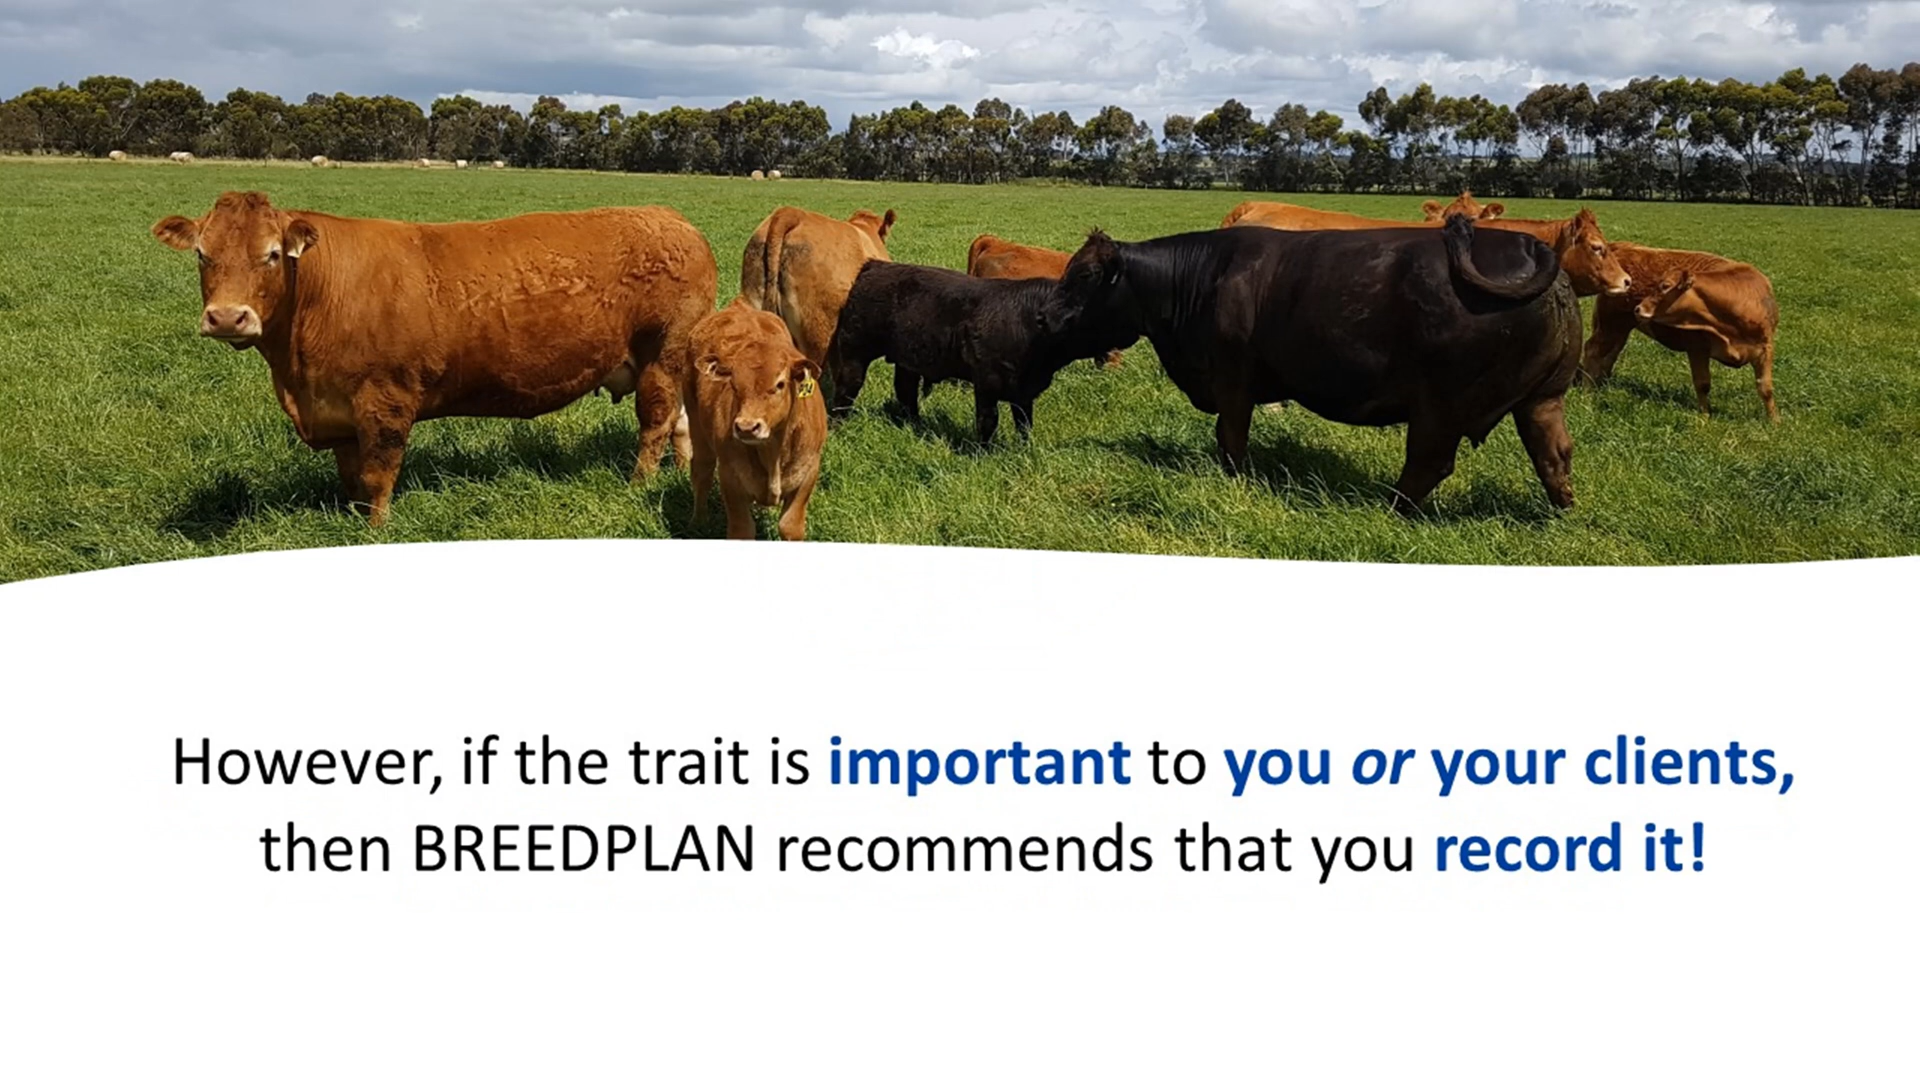 However, if the trait is important to you or your clients,
then BREEDPLAN recommends that you record it!